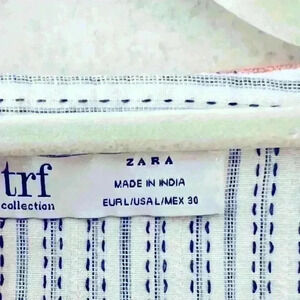 ZARA
trf
collection
MADE IN INDIA
EUR L/USA L/MEX 30